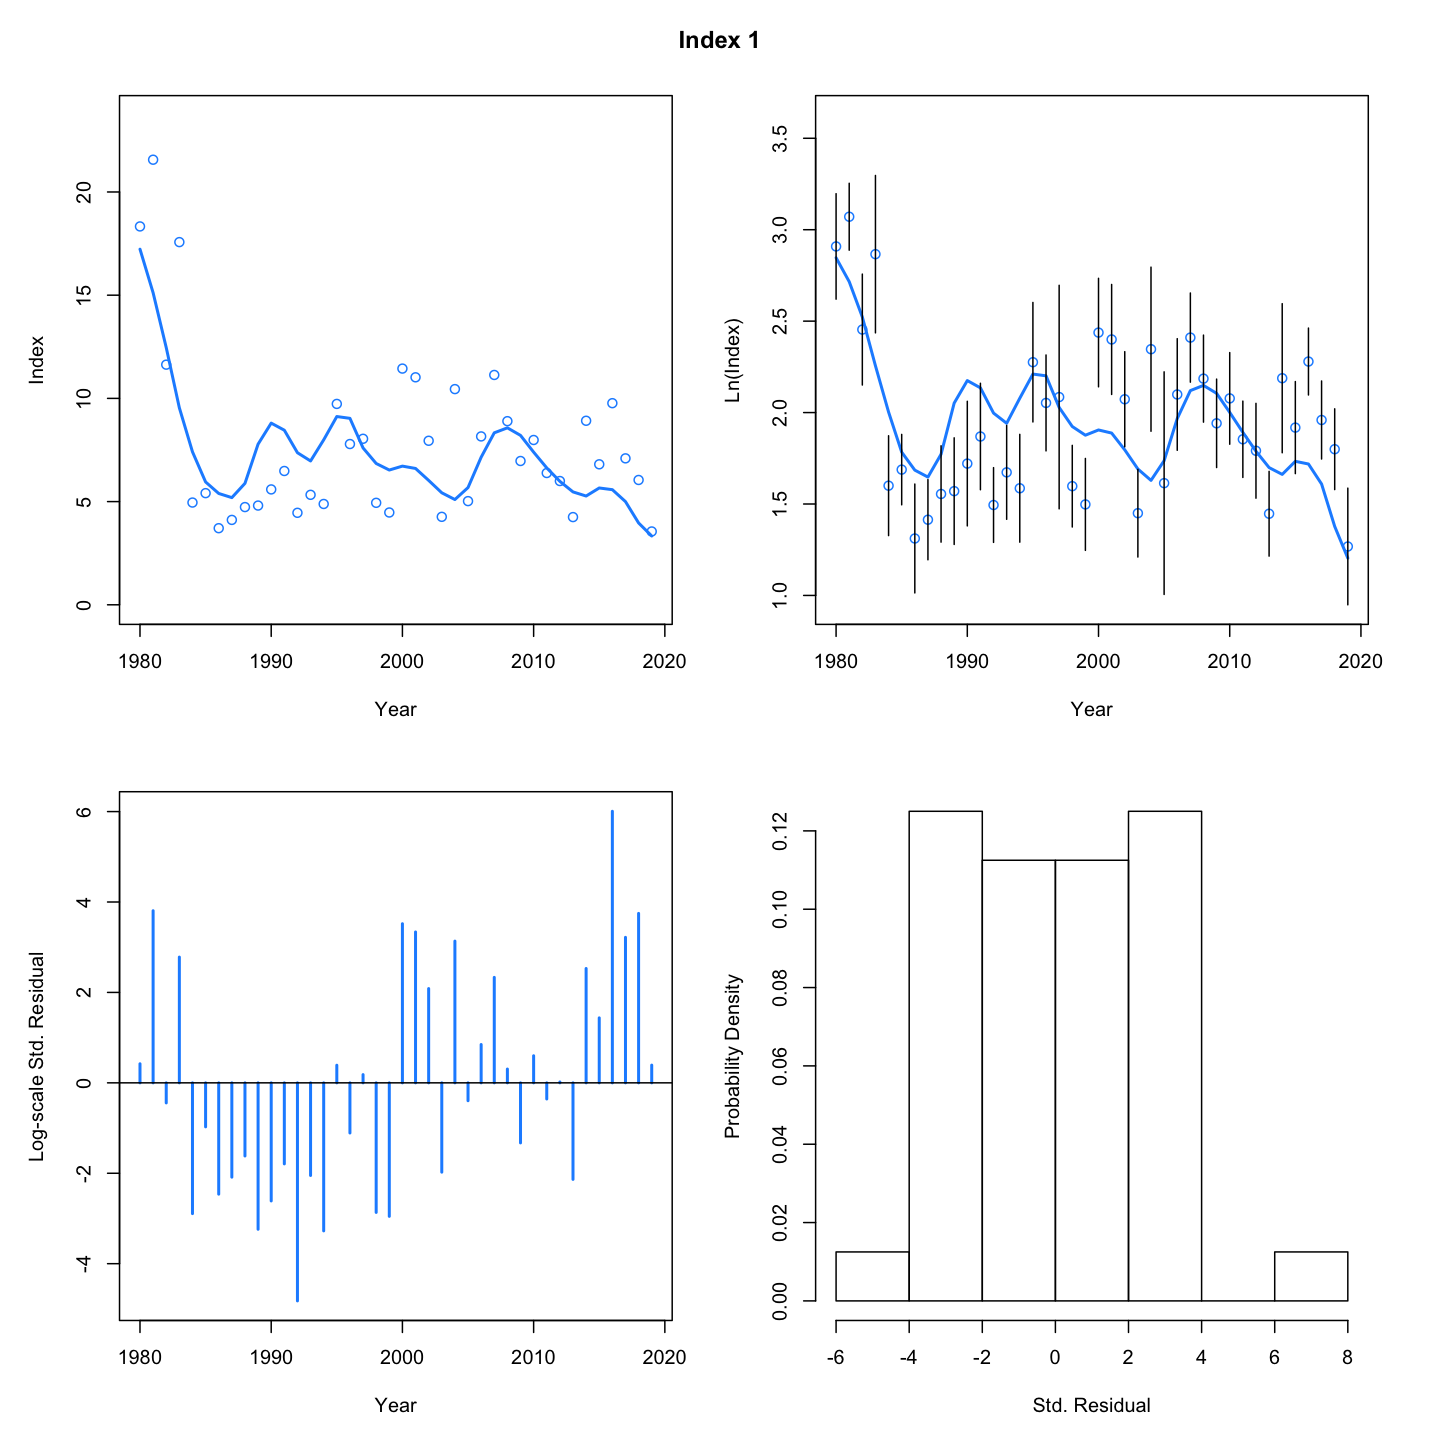 Index 1
Index
20
15
10
5
0
1980 1990 2000 2010 2020
Year
Ln(Index)
3.5
3.0
2.5
2.0
1.5
1.0
1980 1990 2000 2010 2020
Year
Log-scale Std. Residual
6
4
2
0
-2
-4
1980 1990 2000 2010 2020
Year
Probability Density
0.12
0.10
0.08
0.06
0.04
0.02
0.00
-6 -4 -2 0 2 4 6 8
Std. Residual